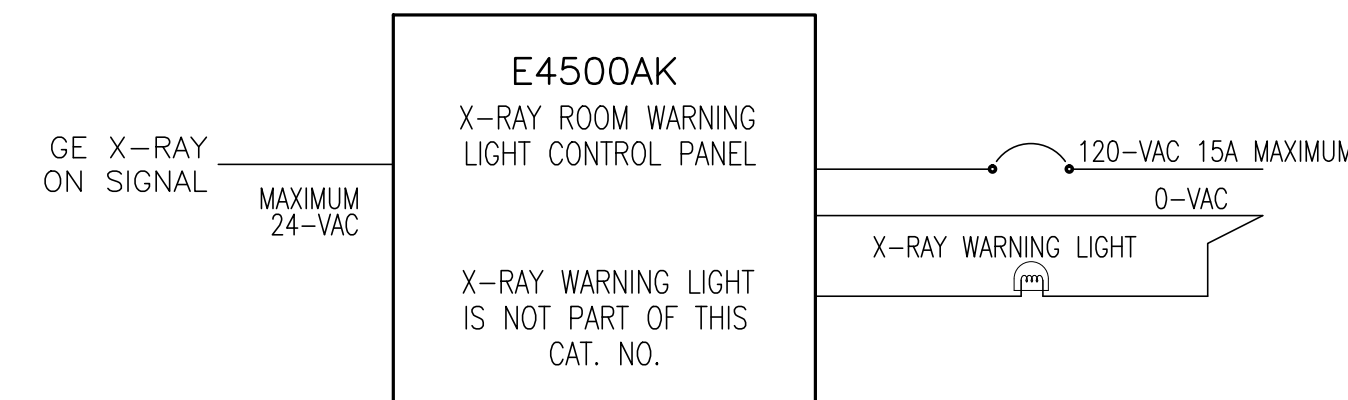 E4500AK
X-RAY ROOM WARNING
LIGHT CONTROL PANEL
GE X-RAY
ON SIGNAL
MAXIMUM
24-VAC
120-VAC 15A MAXIMUM
0-VAC
X-RAY WARNING LIGHT
X-RAY WARNING LIGHT
IS NOT PART OF THIS
CAT. NO.